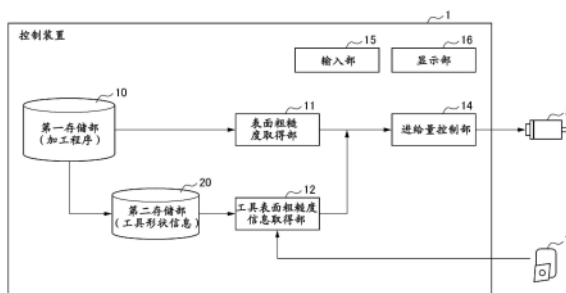 1
控制装置
15
输入部
16
显示部
10
第一存储部
(加工程序)
11
表面粗糙
度取得部
14
进给量控制部
20
第二存储部
(工具形状信息)
12
工具表面粗糙度
信息取得部